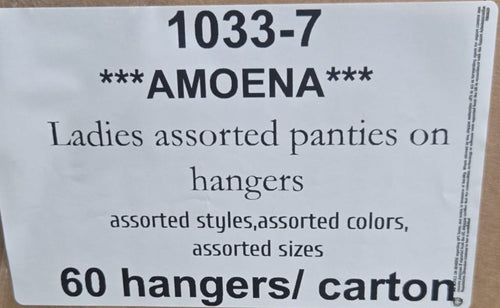 1033-7
***AMOENA***
Ladies assorted panties on
hangers
assorted styles,assorted colors,
assorted sizes
60 hangers/ carton